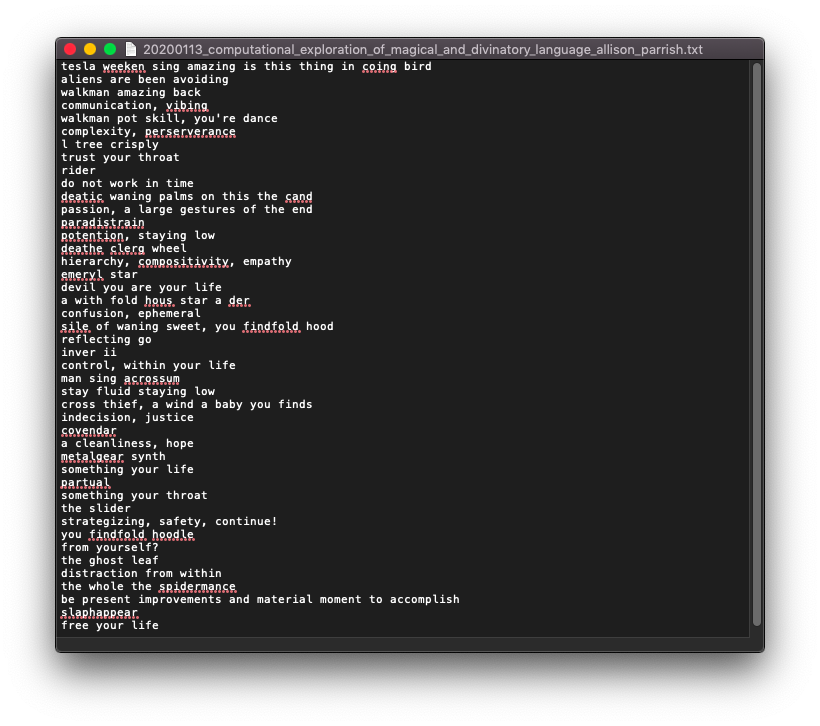 20200113_computational_exploration_of_magical_and_divinatory_language_allison_parrish.txt
tesla weeken sing amazing is this thing in coing bird
aliens are been avoiding
walkman amazing back
communication, vibing
walkman pot skill, you're dance
complexity, perserverance
l tree crisply
trust your throat
rider
do not work in time
deatic waning palms on this the cand
passion, a large gestures of the end
paradistrain
potention, staying low
deathe clerg wheel
hierarchy, compositivity, empathy
emeryl star
devil you are your life
a with fold hous star a der
confusion, ephemeral
sile of waning sweet, you findfold hood
reflecting go
inver ii
control, within your life
man sing acrossum
stay fluid staying low
cross thief, a wind a baby you finds
indecision, justice
covendar
a cleanliness, hope
metalgear synth
something your life
partual
something your throat
the slider
strategizing, safety, continue!
you findfold hoodle
from yourself?
the ghost leaf
distraction from within
the whole the spidermance
be present improvements and material moment to accomplish
slaphappear
free your life